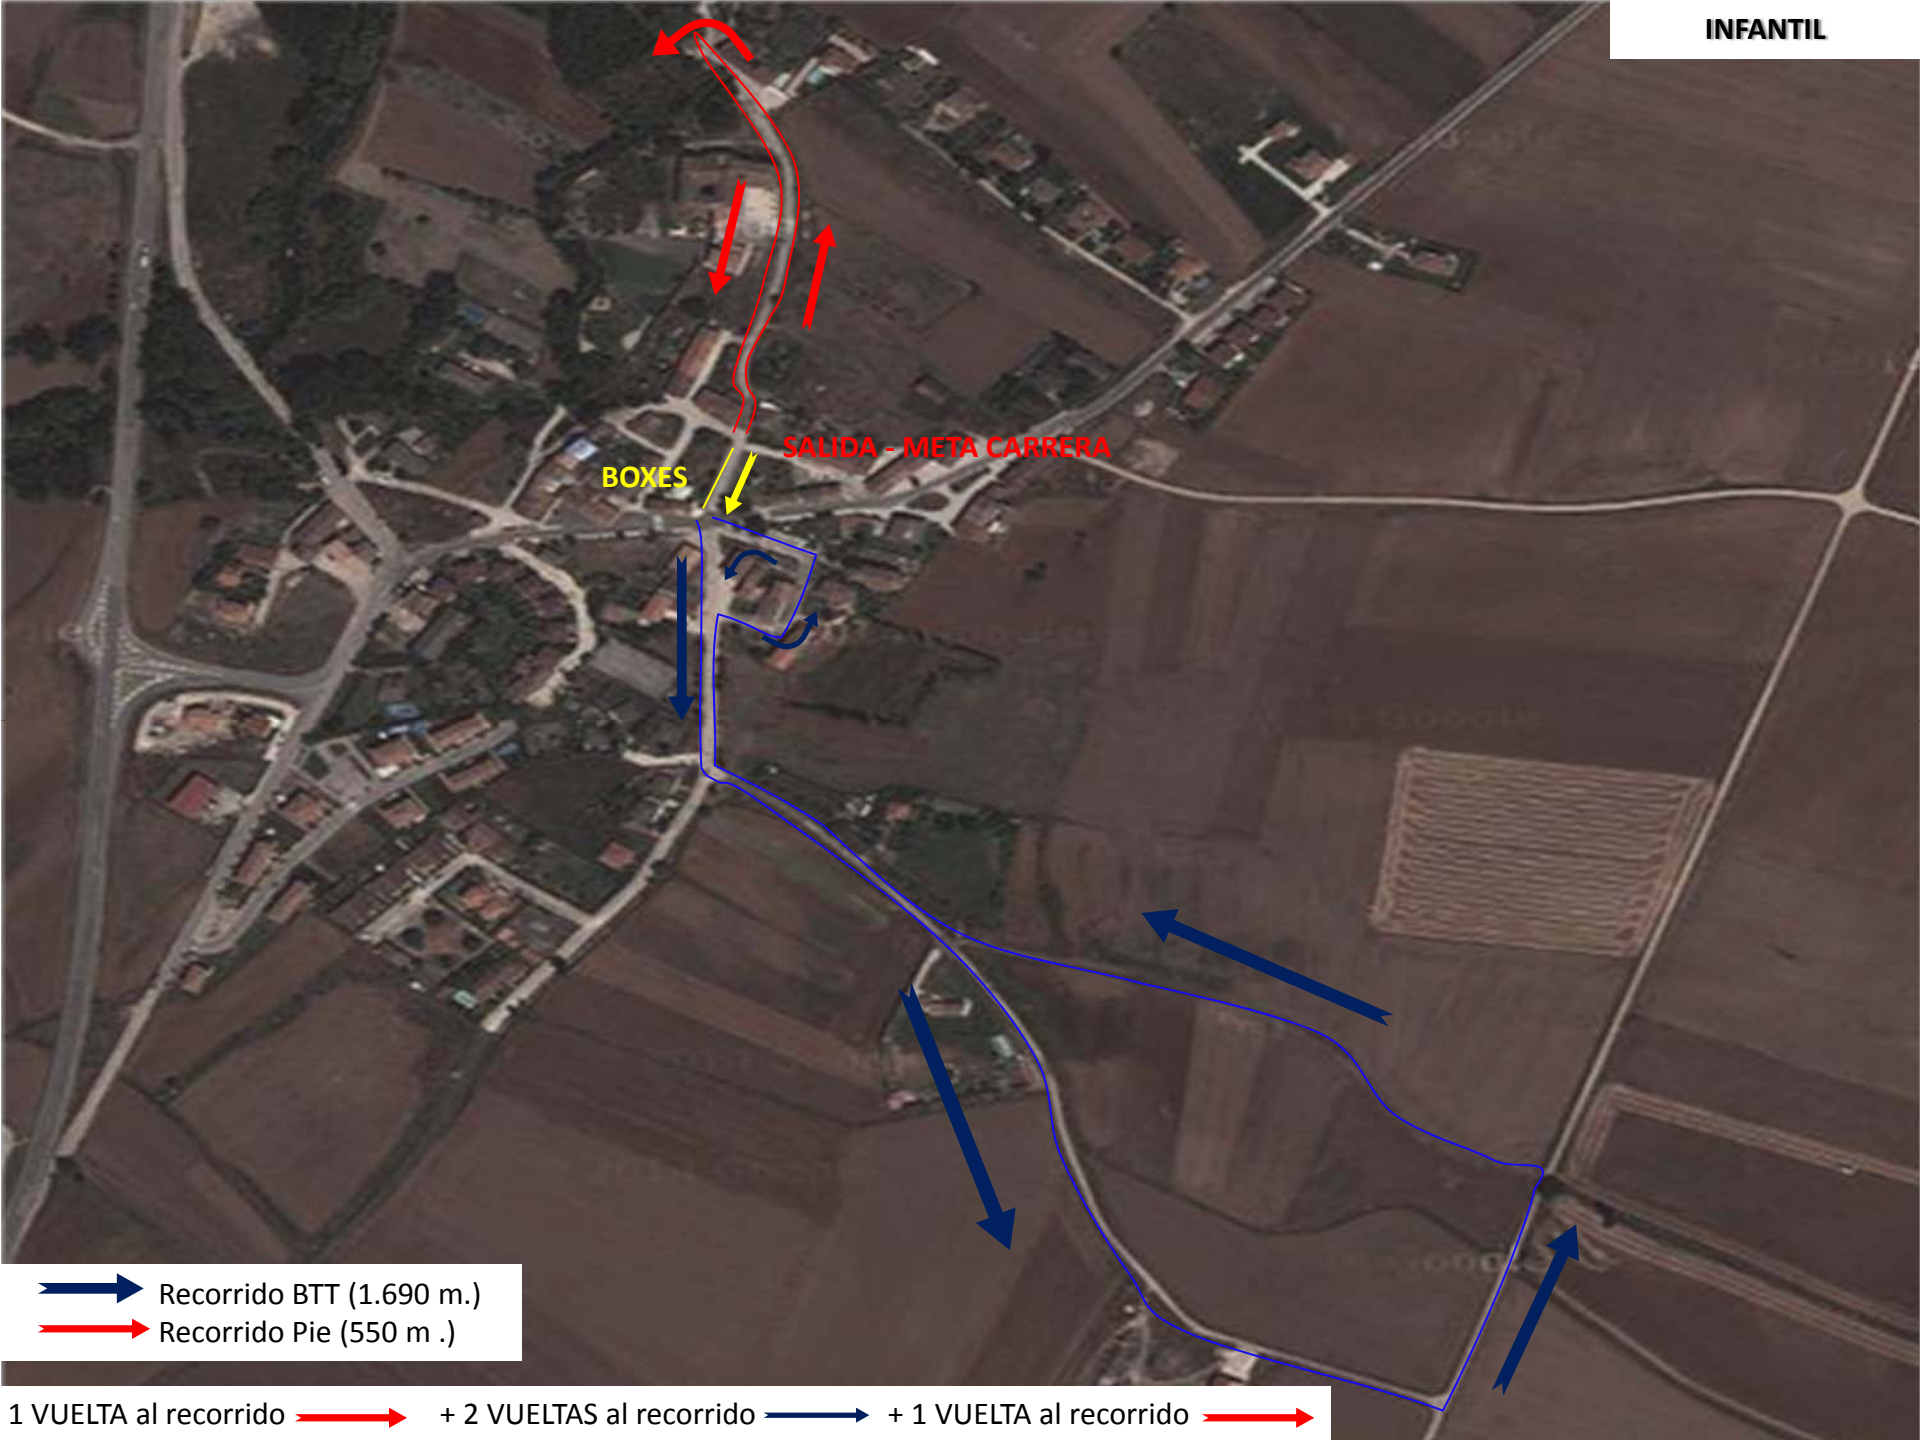 INFANTIL
SALIDA - META CARRERA
BOXES
Recorrido BTT (1.690 m.)
Recorrido Pie (550 m .)
1 VUELTA al recorrido + 2 VUELTAS al recorrido + 1 VUELTA al recorrido